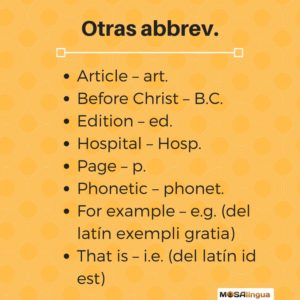 Otras abbrev.
Article – art.
Before Christ – B.C.
Edition – ed.
Hospital – Hosp.
Page – p.
Phonetic – phonet.
For example – e.g. (del
latín exempli gratia)
That is – i.e. (del latín id
est)
MOSAlingua